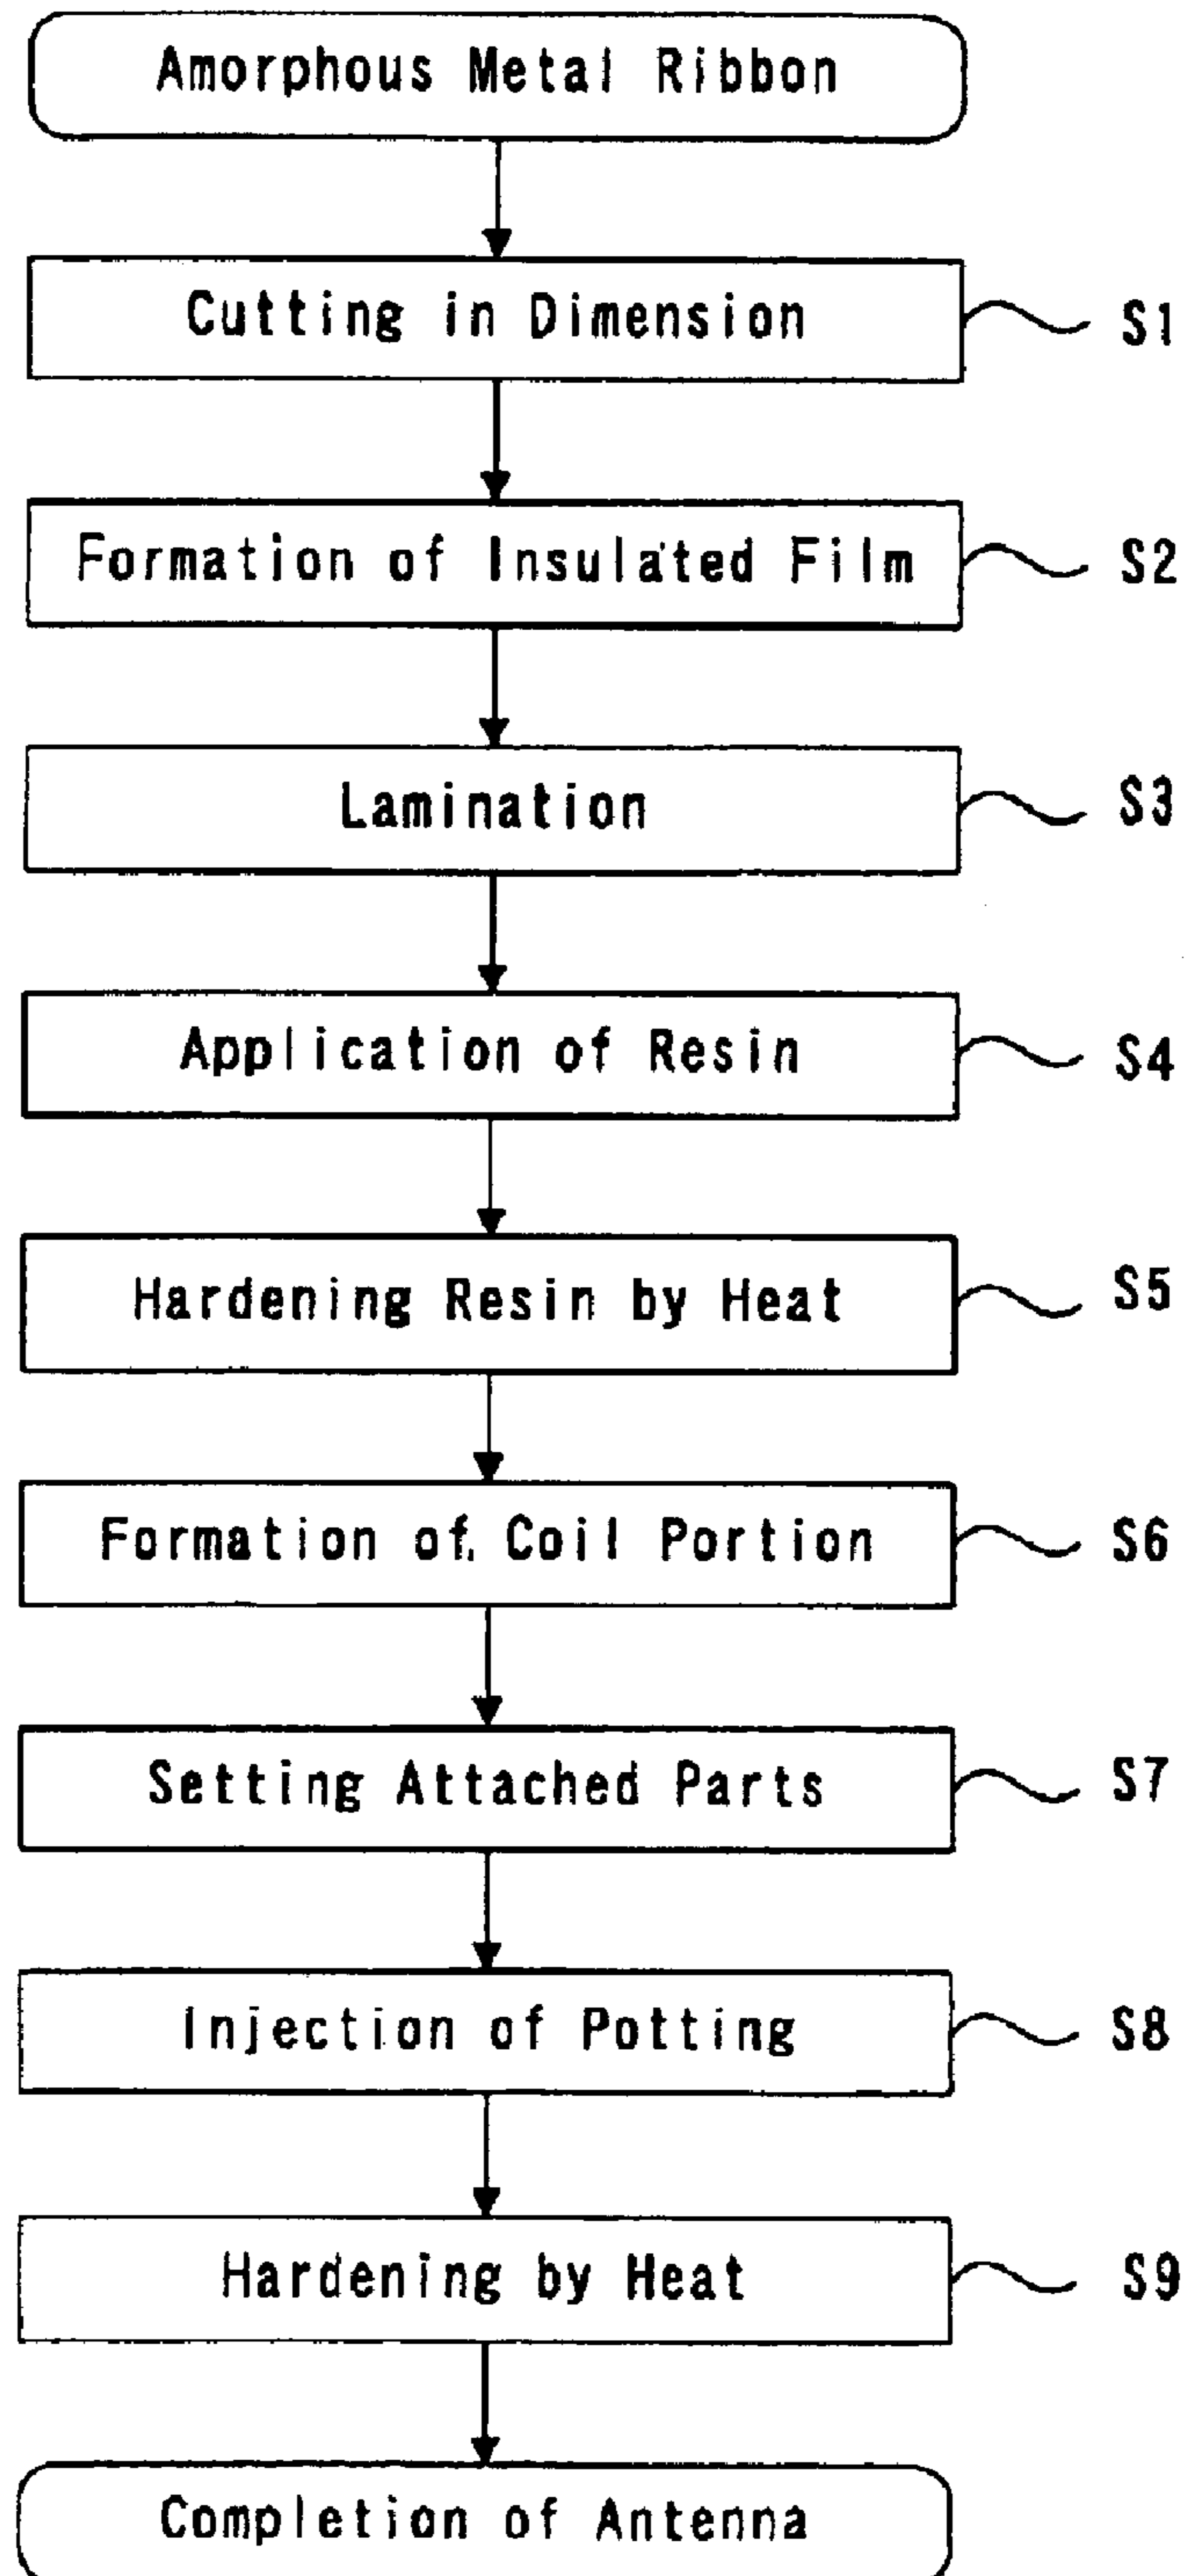 Amorphous Metal Ribbon
Cutting in Dimension S1
Formation of Insulated Film S2
Lamination S3
Application of Resin S4
Hardening Resin by Heat S5
Formation of Coil Portion S6
Setting Attached Parts S7
Injection of Potting S8
Hardening by Heat S9
Completion of Antenna